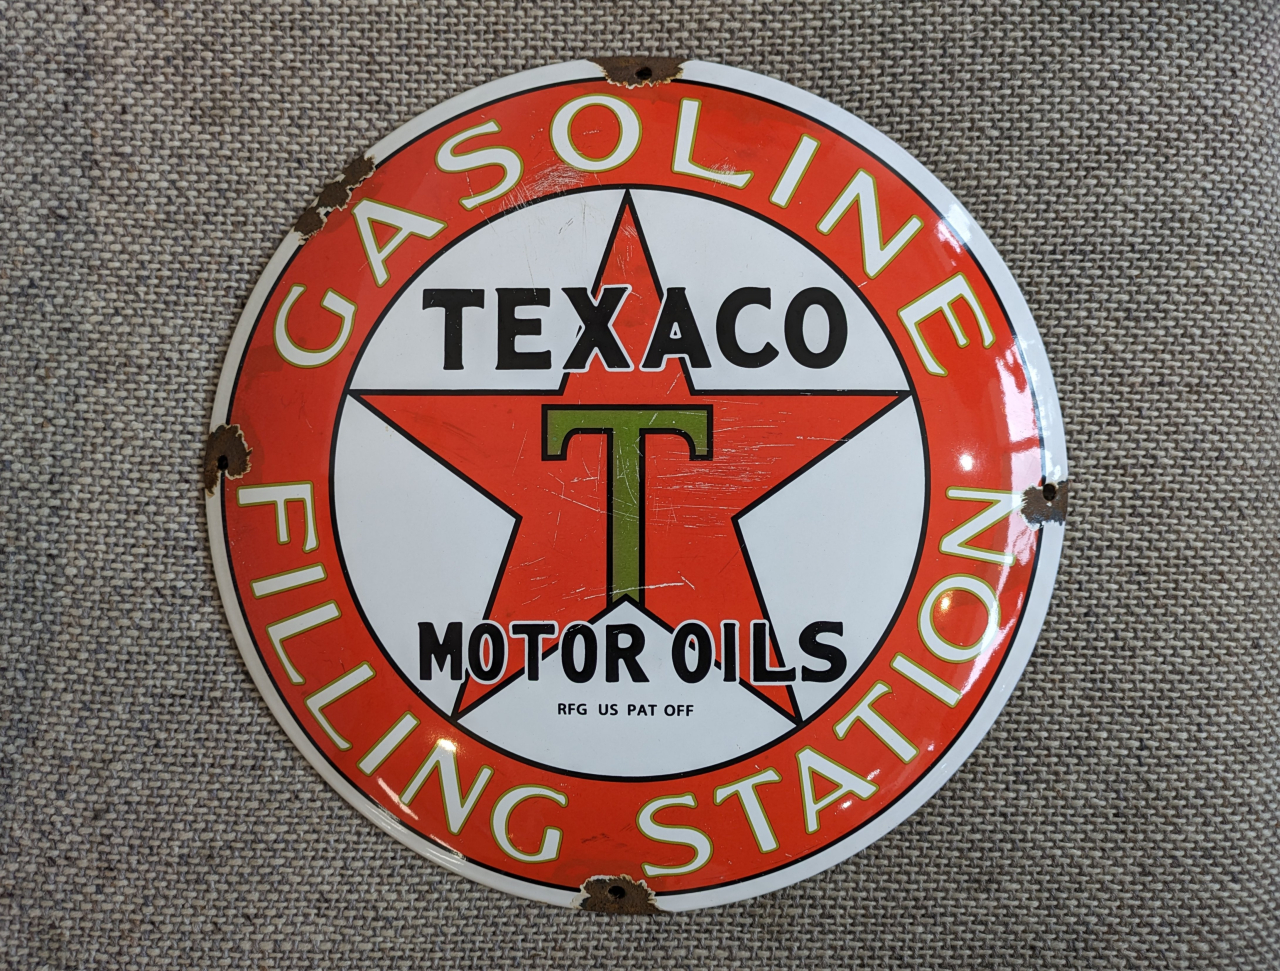 GASOLINE
TEXACO
T
MOTOR OILS
RFG US PAT OFF
FILLING STATION